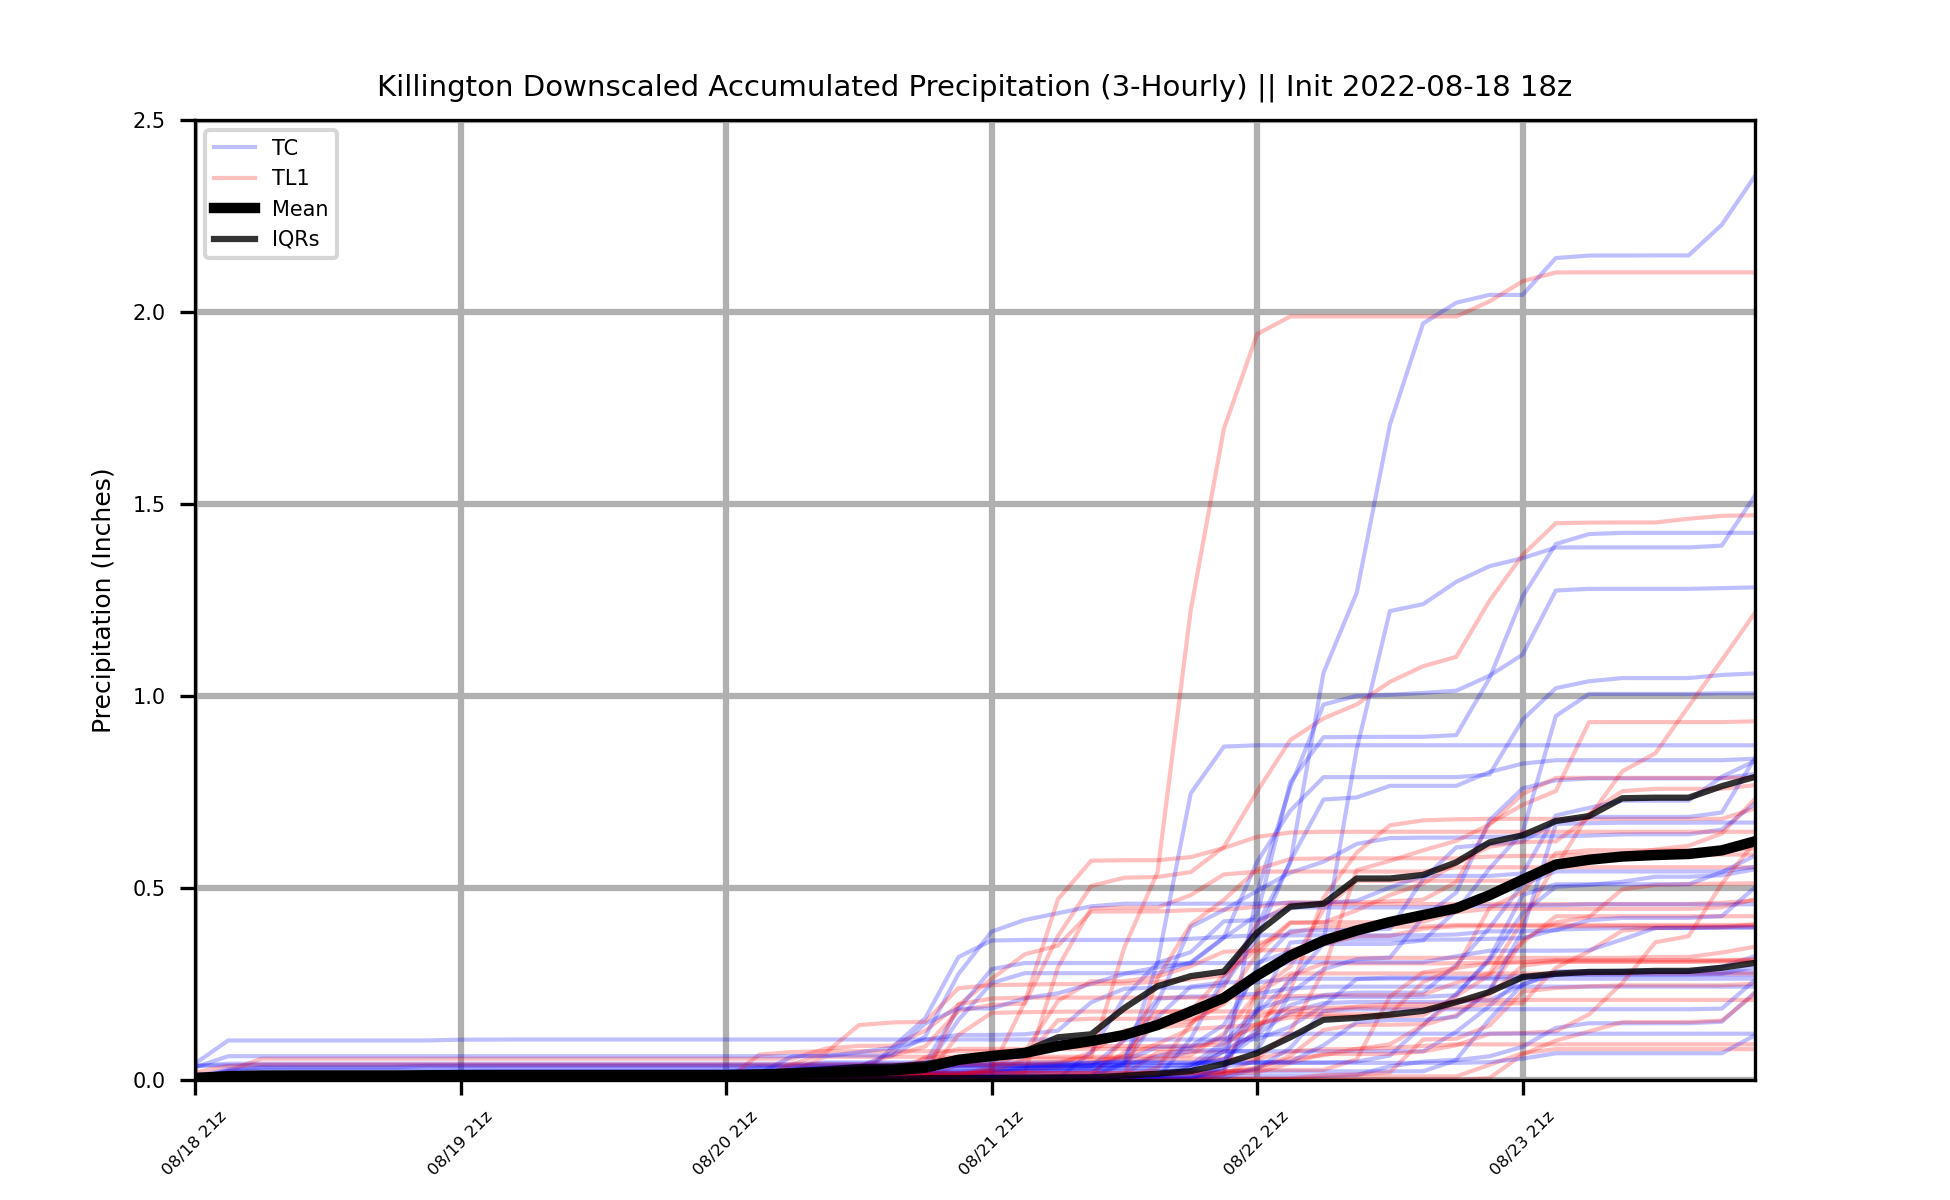 Killington Downscaled Accumulated Precipitation (3-Hourly) || Init 2022-08-18 18z
TC
TL1
Mean
IQRs
Precipitation (Inches)
2.5
2.0
1.5
1.0
0.5
0.0
08/18 21z
08/19 21z
08/20 21z
08/21 21z
08/22 21z
08/23 21z